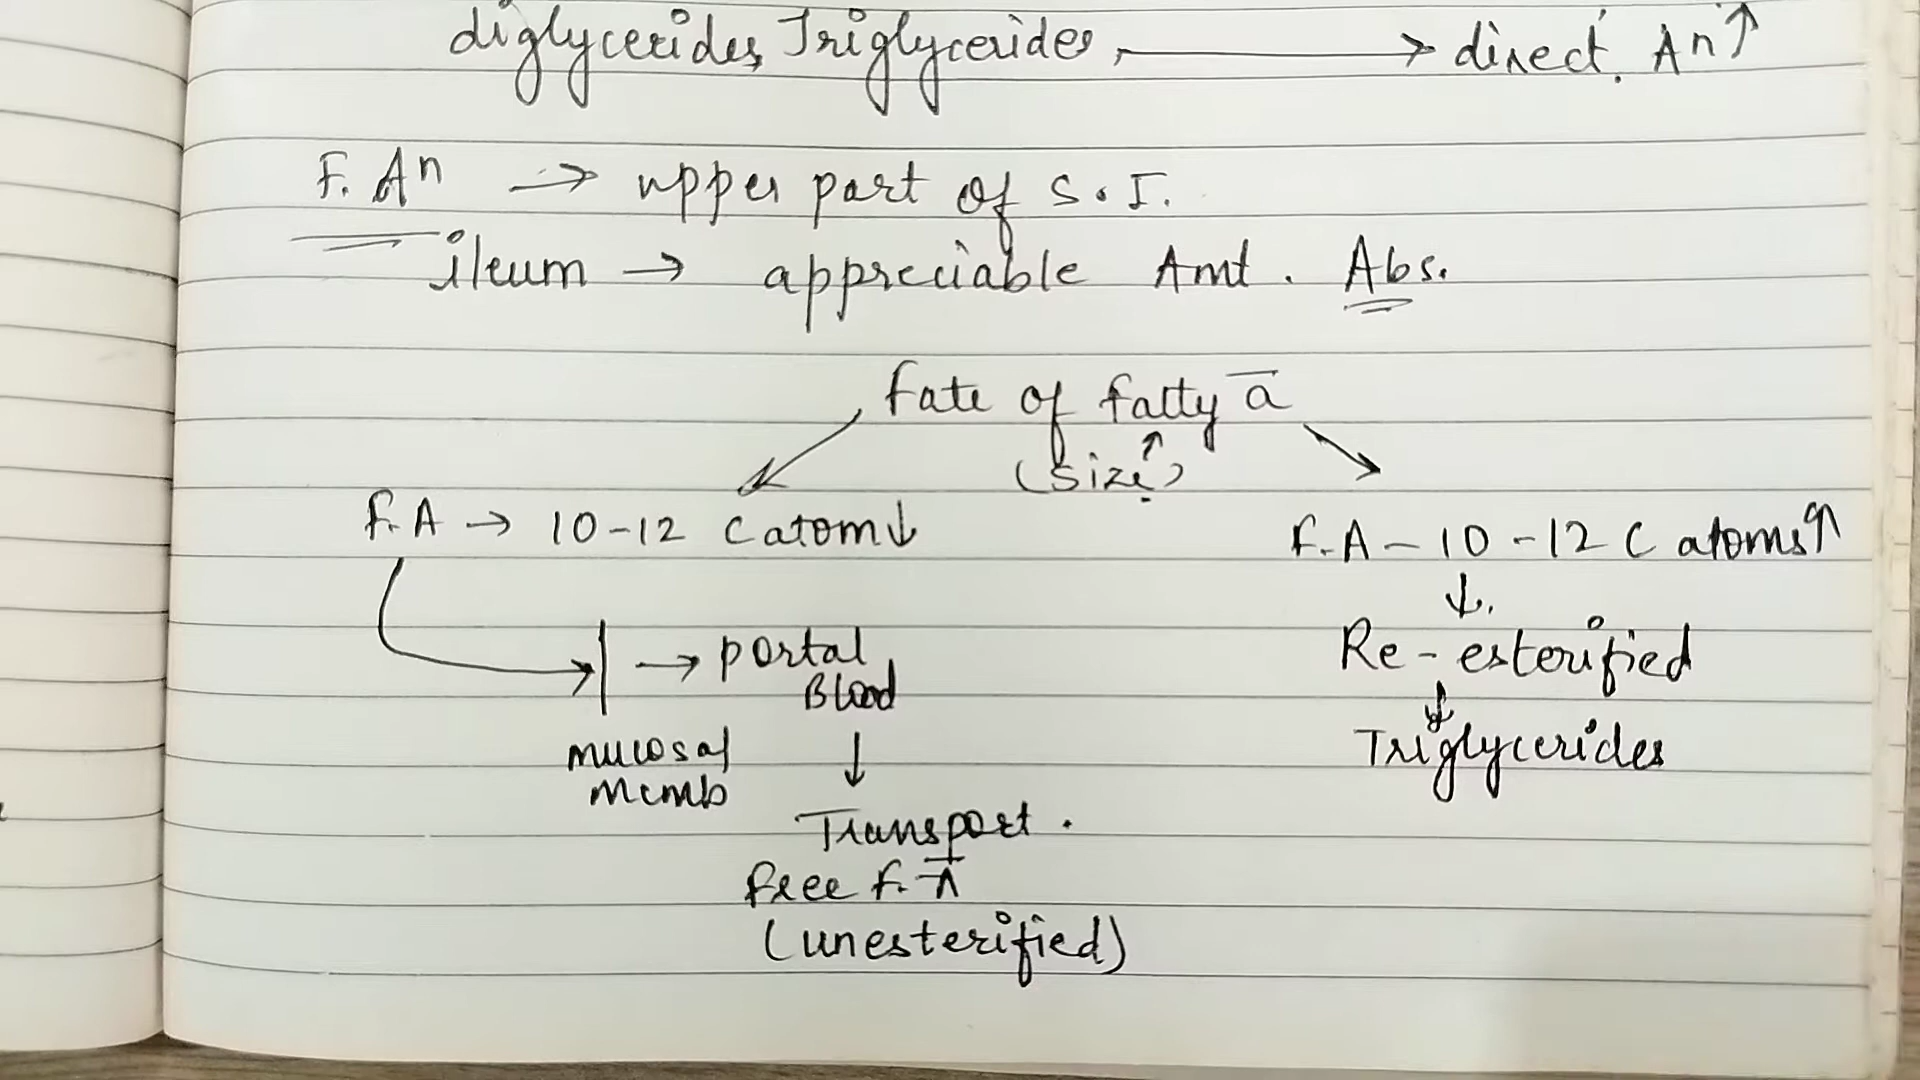 diglycerides, Triglycerides, → direct. An↑
F. An → upper part of S.I.
ileum → appreciable Amt. Abs.
Fate of fatty a̅
(size↑)
F.A → 10-12 C atom↓
F.A - 10-12 C atoms↑
↓
→ | → portal Blood
Re-esterified
↓
mucosal memb
↓
Triglycerides
Transport.
free F. A̅
(unesterified)